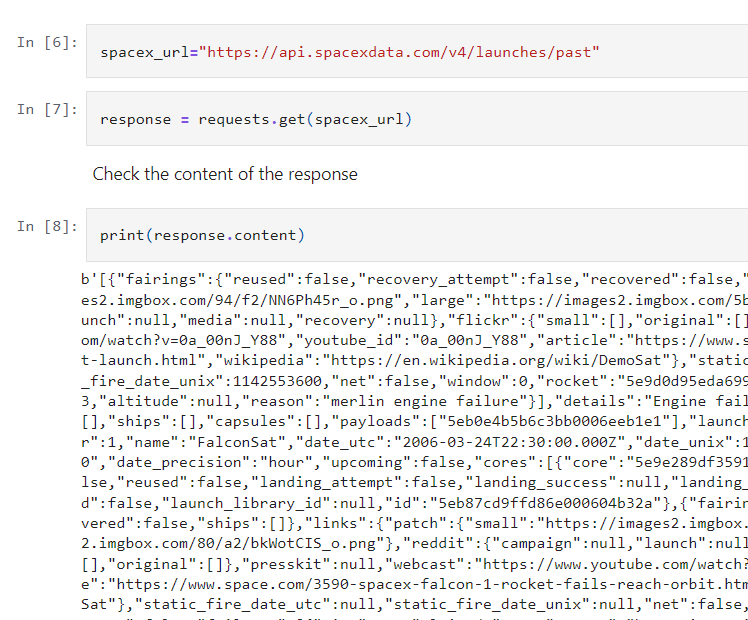 In [6]: spacex_url="https://api.spacexdata.com/v4/launches/past"
In [7]: response = requests.get(spacex_url)
Check the content of the response
In [8]: print(response.content)
b'[{"fairings":{"reused":false,"recovery_attempt":false,"recovered":false,"
es2.imgbox.com/94/f2/NN6Ph45r_o.png","large":"https://images2.imgbox.com/5b
unch":null,"media":null,"recovery":null},"flickr":{"small":[],"original":[]
om/watch?v=0a_00nJ_Y88","youtube_id":"0a_00nJ_Y88","article":"https://www.s
t-launch.html","wikipedia":"https://en.wikipedia.org/wiki/DemoSat"},"static
_fire_date_unix":1142553600,"net":false,"window":0,"rocket":"5e9d0d95eda699
3,"altitude":null,"reason":"merlin engine failure"}],"details":"Engine fail
[],"ships":[],"capsules":[],"payloads":["5eb0e4b5b6c3bb0006eeb1e1"],"launch
r":1,"name":"FalconSat","date_utc":"2006-03-24T22:30:00.000Z","date_unix":1
0","date_precision":"hour","upcoming":false,"cores":[{"core":"5e9e289df3591
lse,"reused":false,"landing_attempt":false,"landing_success":null,"landing_
d":false,"launch_library_id":null,"id":"5eb87cd9ffd86e000604b32a"},{"fairin
vered":false,"ships":[]},"links":{"patch":{"small":"https://images2.imgbox.
2.imgbox.com/80/a2/bkWotCIS_o.png"},"reddit":{"campaign":null,"launch":null
[],"original":[]},"presskit":null,"webcast":"https://www.youtube.com/watch?
e":"https://www.space.com/3590-spacex-falcon-1-rocket-fails-reach-orbit.htm
Sat"},"static_fire_date_utc":null,"static_fire_date_unix":null,"net":false,